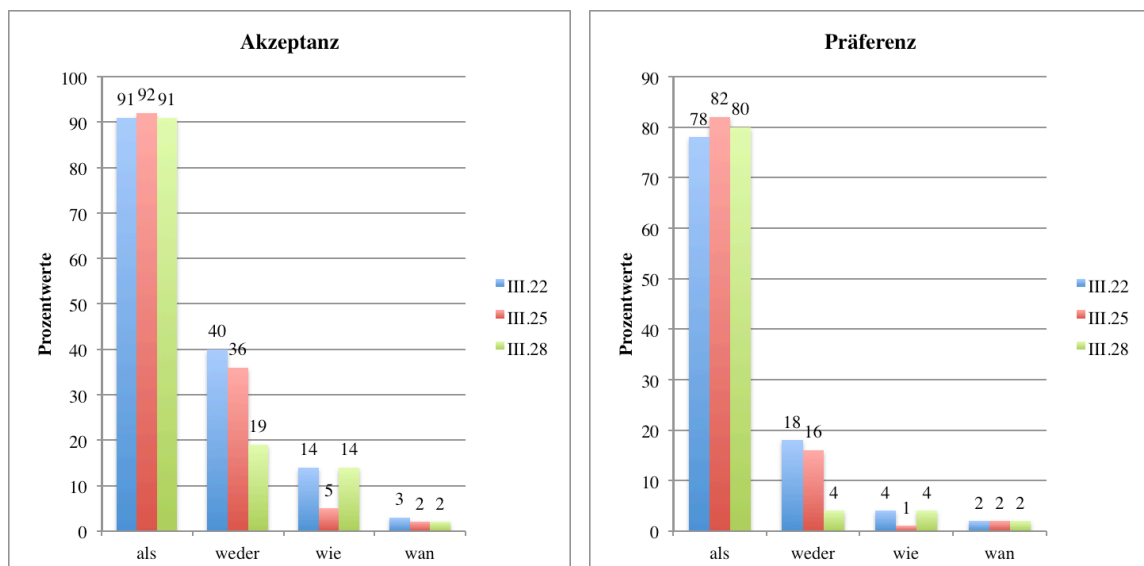 Akzeptanz
Prozentwerte
100
90
80
70
60
50
40
30
20
10
0
91 92 91
40 36 19
14 5 14
3 2 2
als weder wie wan
III.22
III.25
III.28
Präferenz
Prozentwerte
90
80
70
60
50
40
30
20
10
0
78 82 80
18 16 4
4 1 4
2 2 2
als weder wie wan
III.22
III.25
III.28